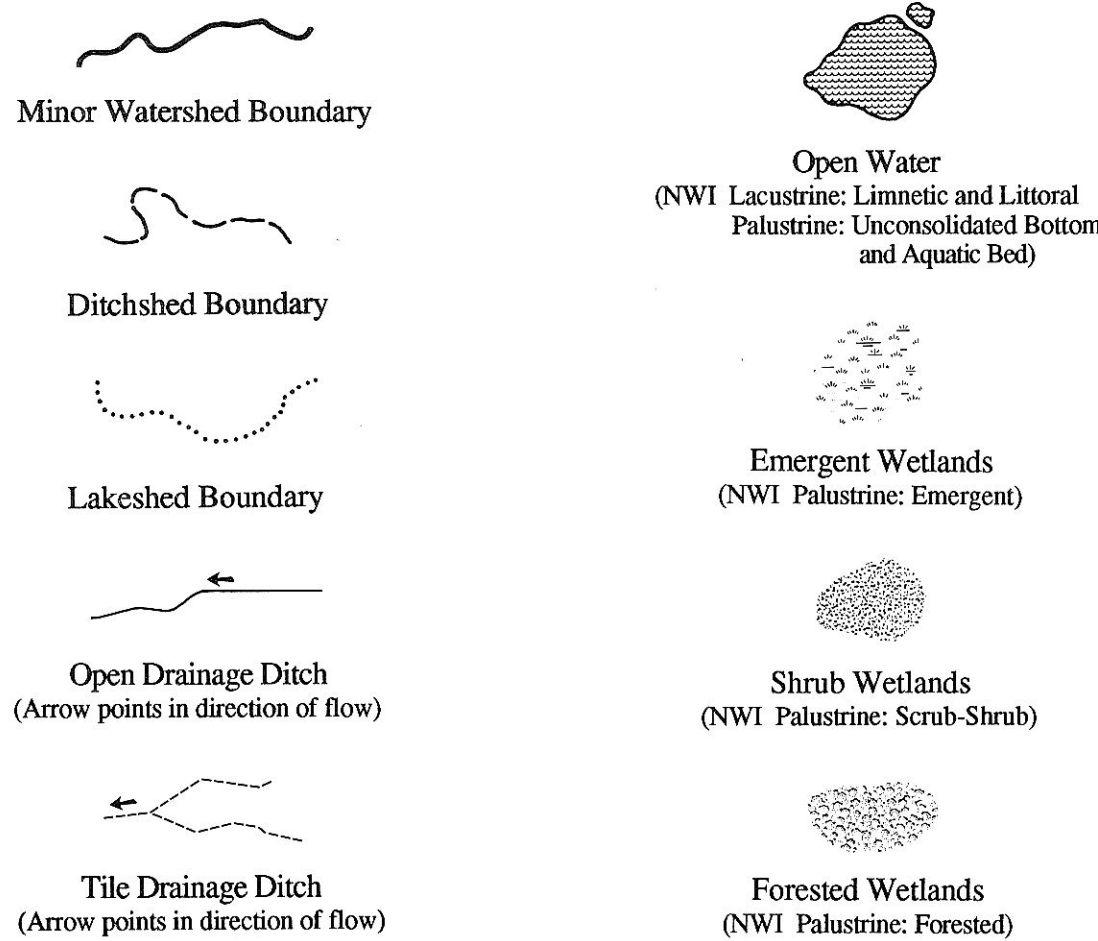 Minor Watershed Boundary
Ditchshed Boundary
Lakeshed Boundary
Open Drainage Ditch
(Arrow points in direction of flow)
Tile Drainage Ditch
(Arrow points in direction of flow)
Open Water
(NWI Lacustrine: Limnetic and Littoral
Palustrine: Unconsolidated Bottom
and Aquatic Bed)
Emergent Wetlands
(NWI Palustrine: Emergent)
Shrub Wetlands
(NWI Palustrine: Scrub-Shrub)
Forested Wetlands
(NWI Palustrine: Forested)